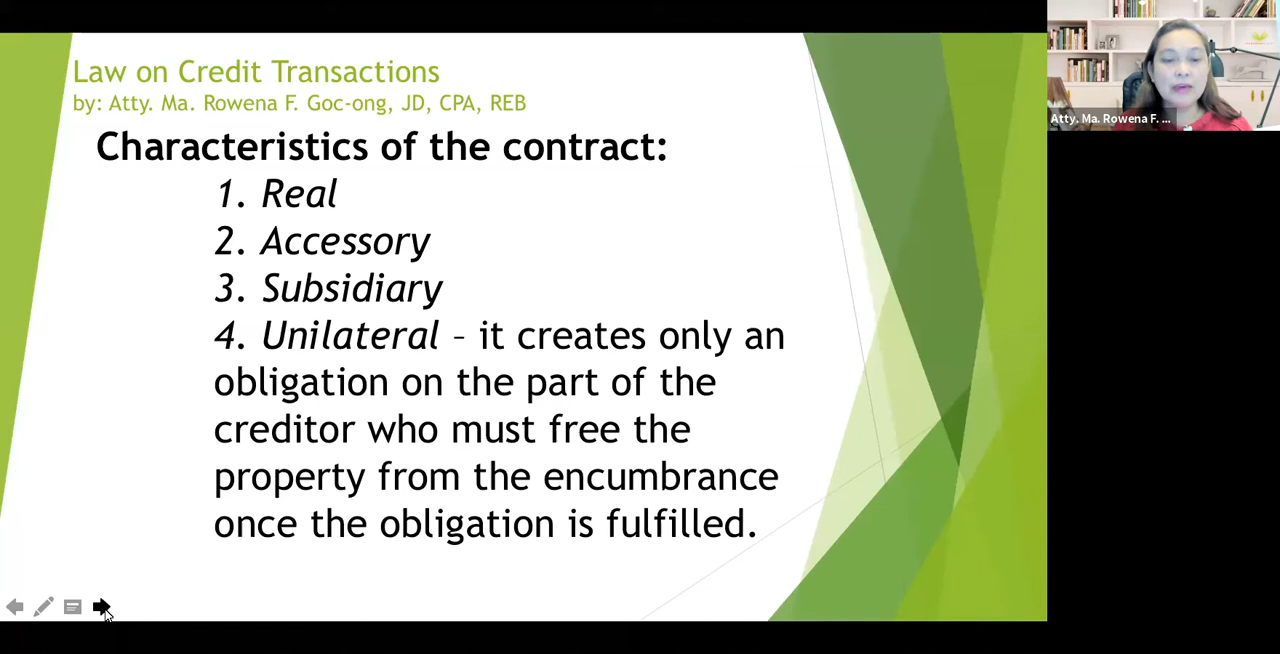 Law on Credit Transactions
by: Atty. Ma. Rowena F. Goc-ong, JD, CPA, REB
Characteristics of the contract:
1. Real
2. Accessory
3. Subsidiary
4. Unilateral – it creates only an
obligation on the part of the
creditor who must free the
property from the encumbrance
once the obligation is fulfilled.
Atty. Ma. Rowena F. ...